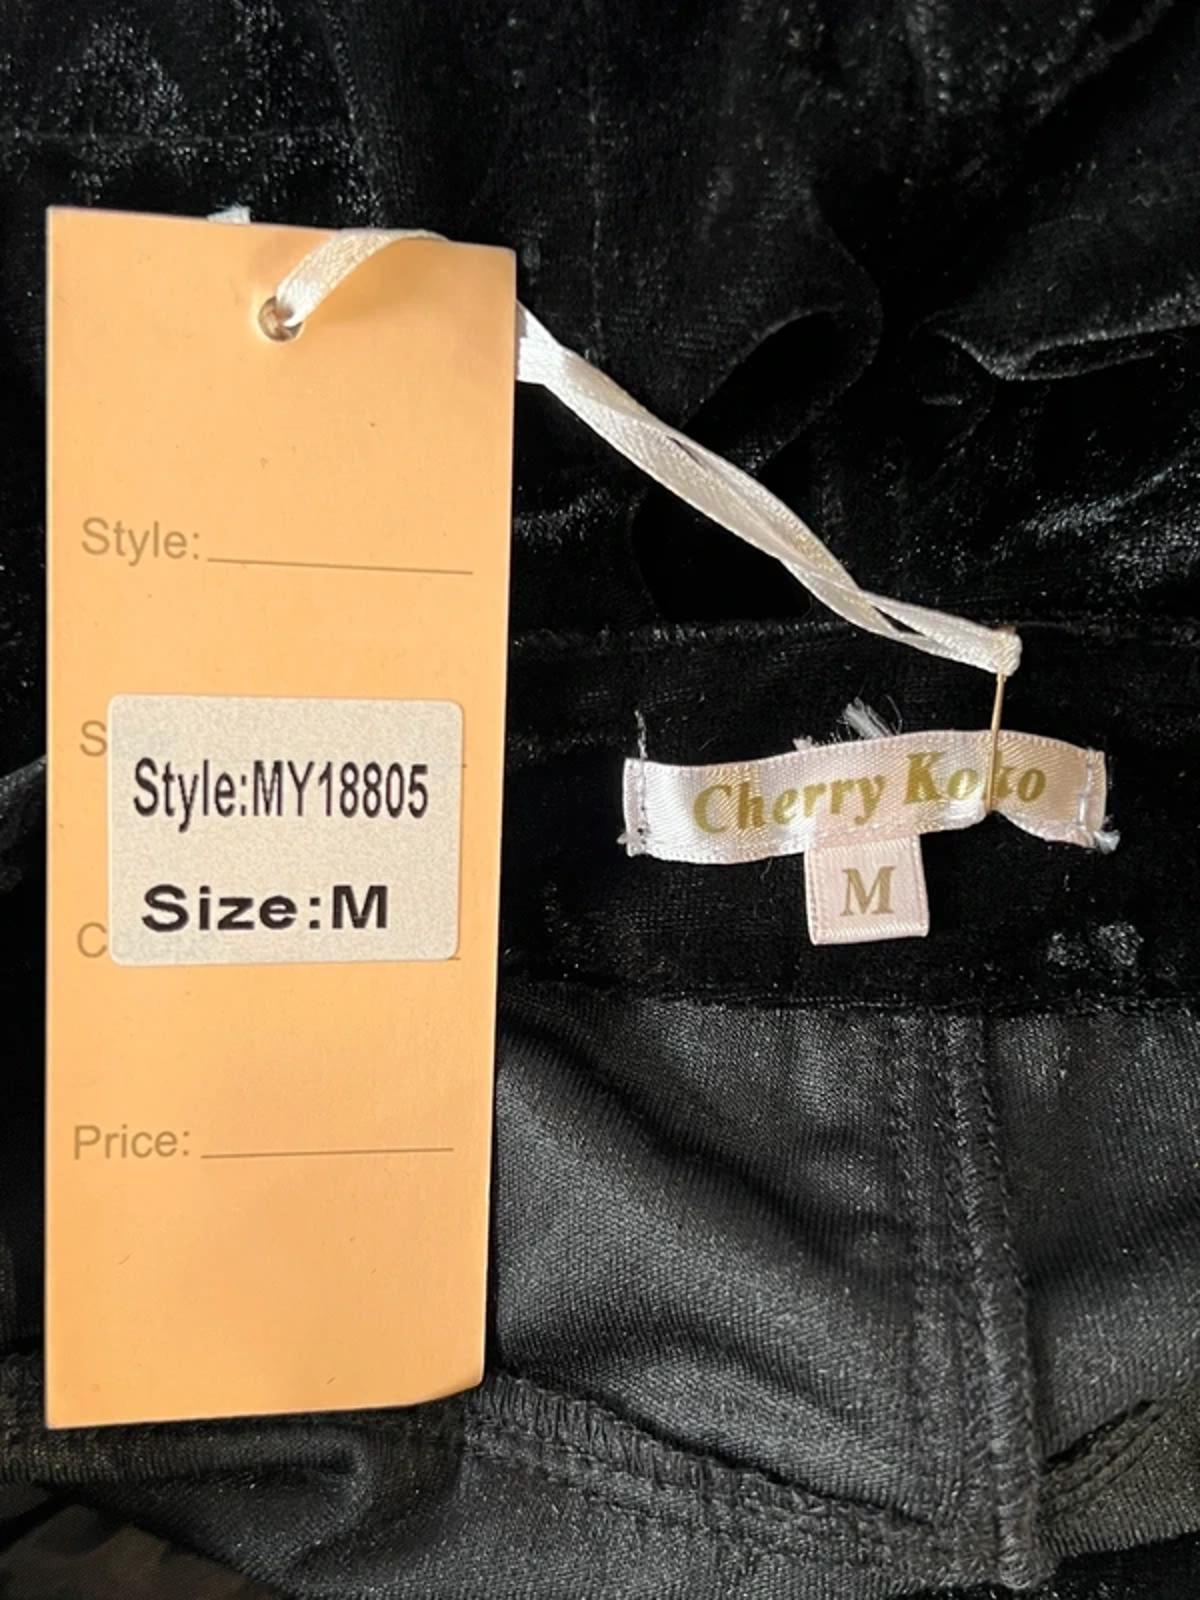 Style:
S
Style:MY18805
Size:M
C
Price:
Cherry Koko
M